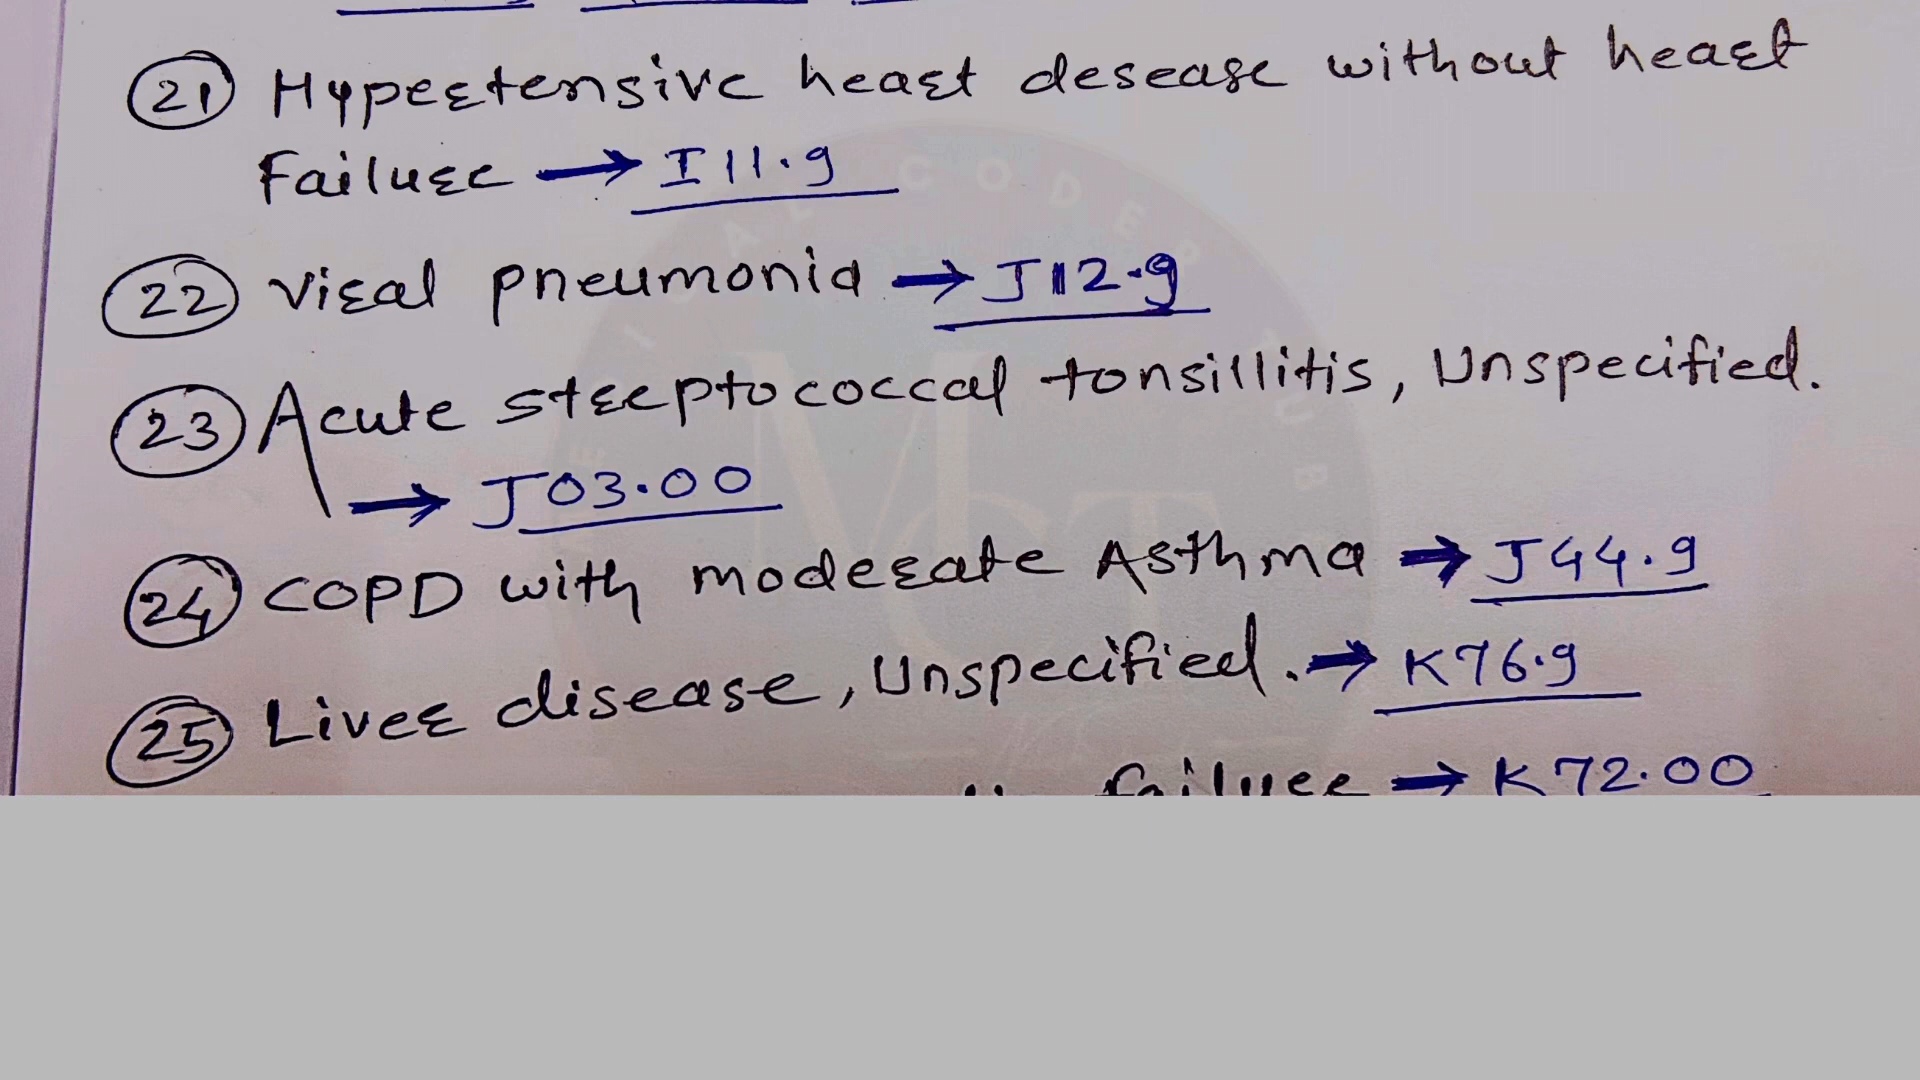 21 Hypertensive heart desease without heart
Failure → I11.9
22 Viral pneumonia → J12.9
23 Acute streptococcal tonsillitis, Unspecified.
→ J03.00
24 COPD with moderate Asthma → J44.9
25 Liver disease, Unspecified. → K76.9
failure → K72.00